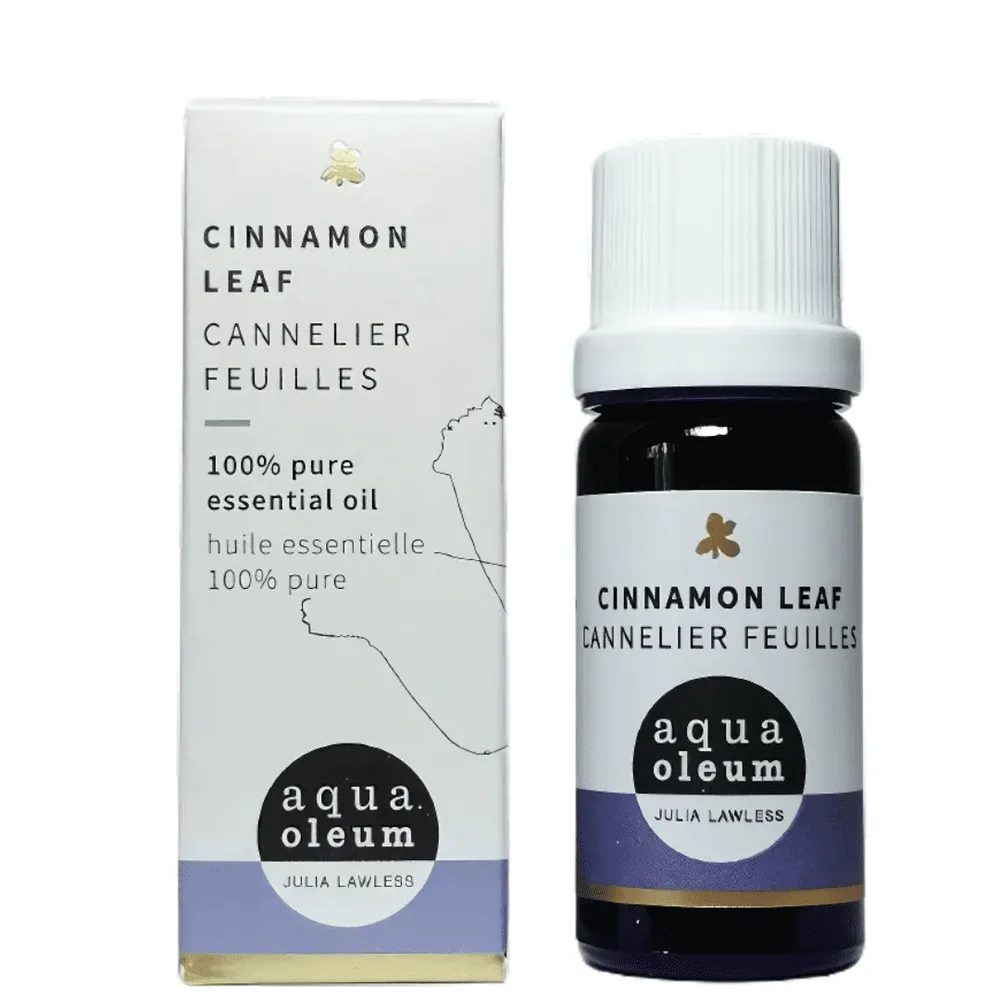 CINNAMON
LEAF
CANNELIER
FEUILLES
100% pure
essential oil
huile essentielle
100% pure
aqua
oleum
JULIA LAWLESS
CINNAMON LEAF
CANNELIER FEUILLES
aqua
oleum
JULIA LAWLESS